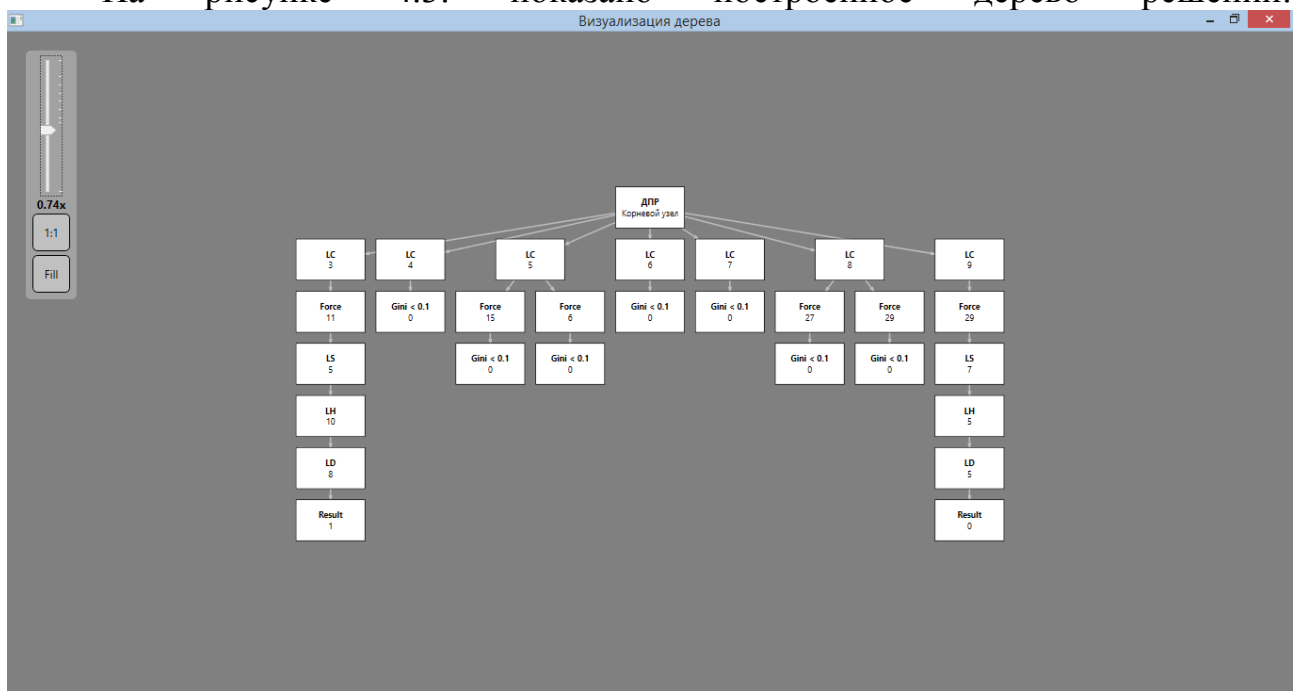 На рисунке 4.3. показано построенное дерево решений.
Визуализация дерева
0.74x
1:1
Fill
ДПР
Корневой узел
LC
3
LC
4
LC
5
LC
6
LC
7
LC
8
LC
9
Force
11
Gini < 0.1
0
Force
15
Force
6
Gini < 0.1
0
Gini < 0.1
0
Force
27
Force
29
Force
29
LS
5
Gini < 0.1
0
Gini < 0.1
0
Gini < 0.1
0
Gini < 0.1
0
LS
7
LH
10
LH
5
LD
8
LD
5
Result
1
Result
0